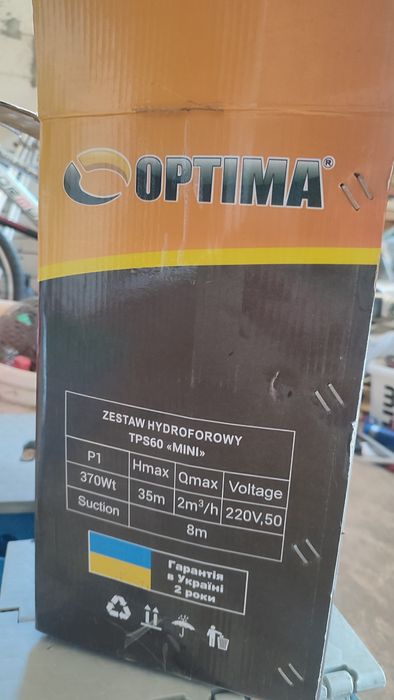 OPTIMA®
ZESTAW HYDROFOROWY
TPS60 «MINI»
P1 Hmax Qmax Voltage
370Wt 35m 2m³/h 220V,50
Suction 8m
Гарантія
в Україні
2 роки